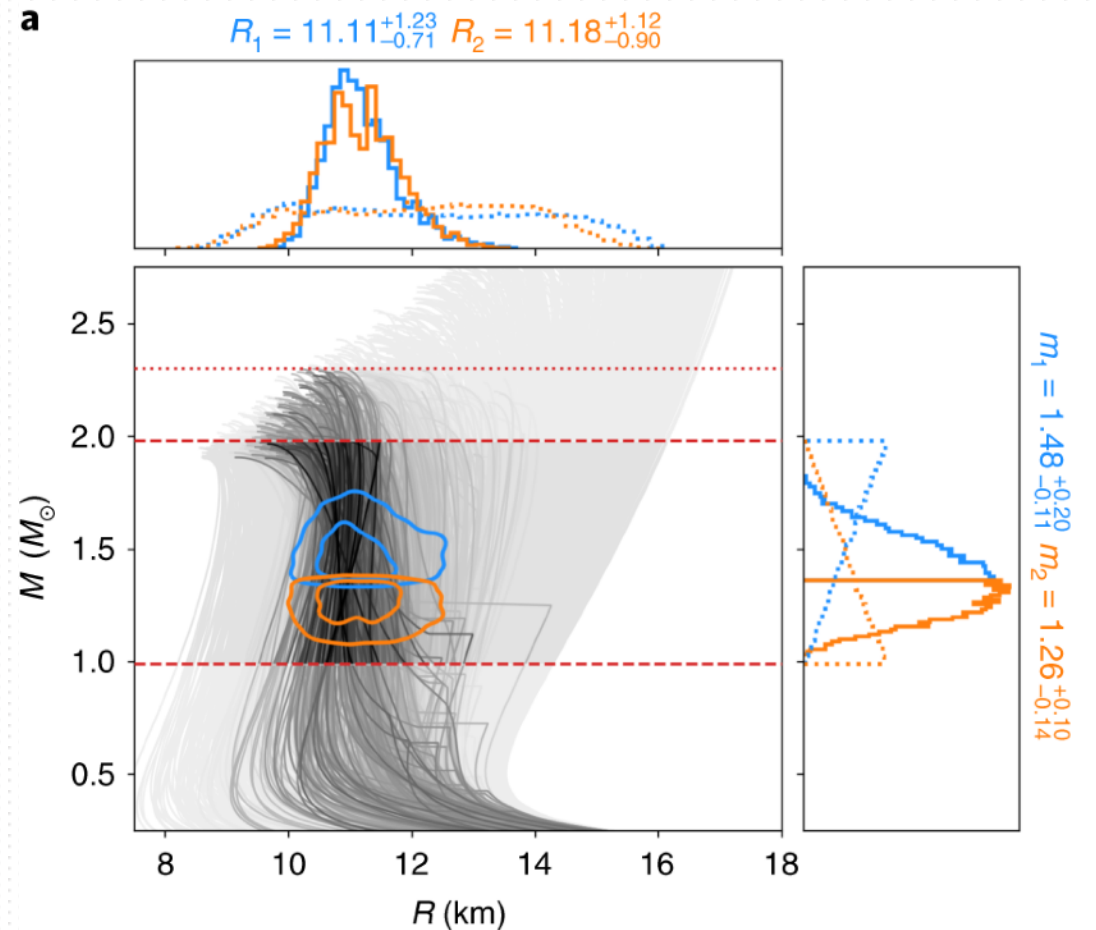 a
R₁ = 11.11 +1.23 −0.71 R₂ = 11.18 +1.12 −0.90
2.5
2.0
1.5
1.0
0.5
M (M☉)
8 10 12 14 16 18
R (km)
m₁ = 1.48 +0.20 −0.11 m₂ = 1.26 +0.10 −0.14